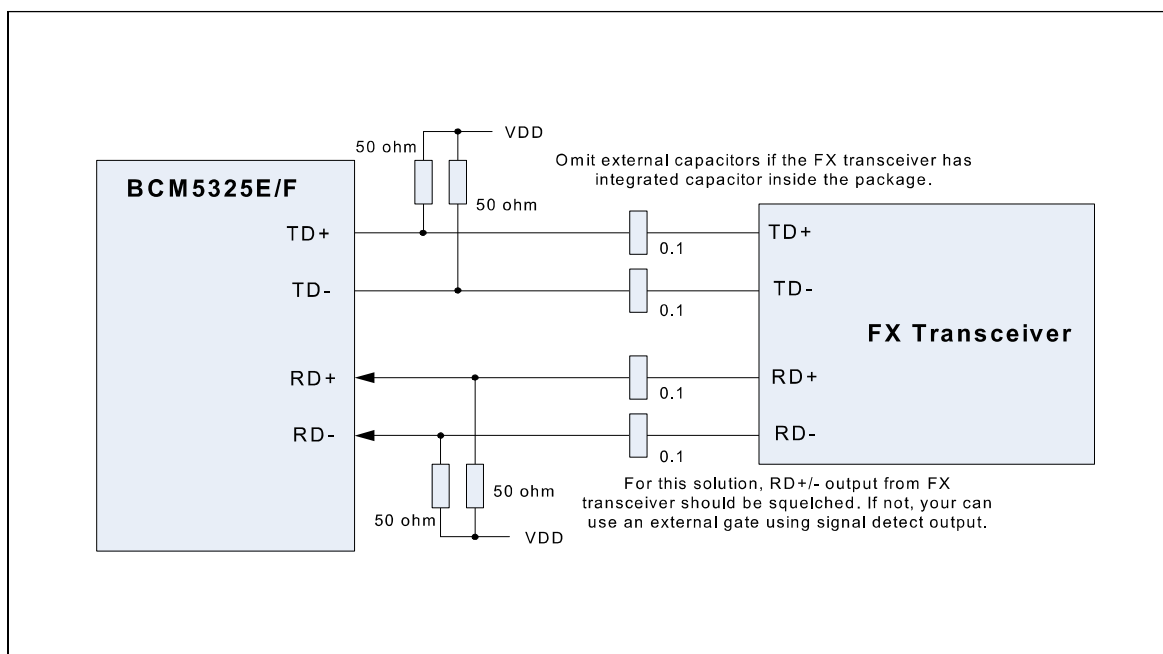 VDD
50 ohm
Omit external capacitors if the FX transceiver has
integrated capacitor inside the package.
BCM5325E/F
50 ohm
TD+
TD+
0.1
TD-
TD-
0.1
FX Transceiver
RD+
RD+
0.1
RD-
RD-
0.1
For this solution, RD+/- output from FX
transceiver should be squelched. If not, your can
use an external gate using signal detect output.
50 ohm
50 ohm
VDD